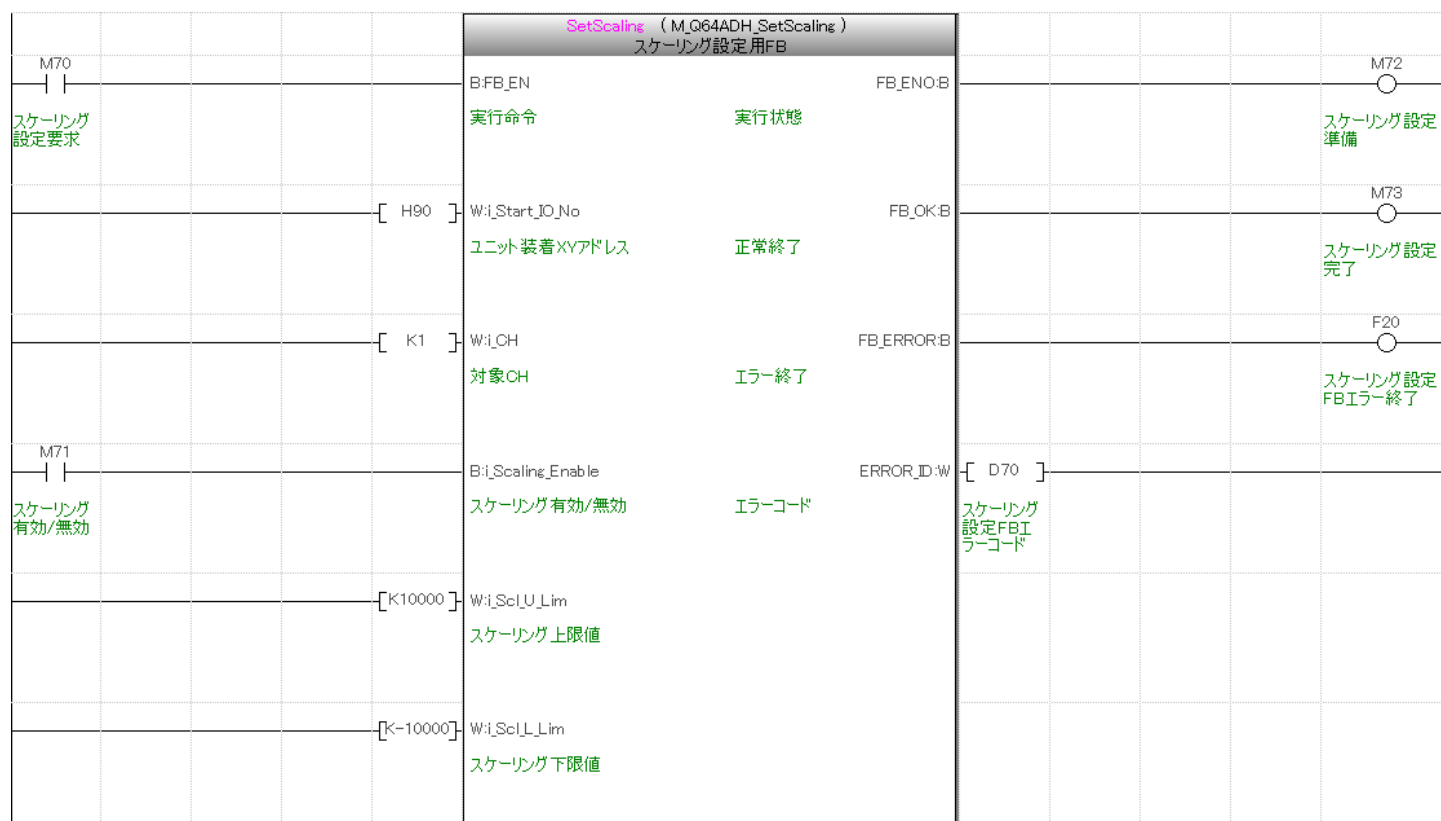 SetScaling （ M_Q64ADH_SetScaling ）
スケーリング設定用FB
M70
B:FB_EN
FB_ENO:B
M72
スケーリング
設定要求
実行命令
実行状態
スケーリング設定
準備
H90
W:i_Start_IO_No
FB_OK:B
M73
ユニット装着XYアドレス
正常終了
スケーリング設定
完了
K1
W:i_CH
FB_ERROR:B
F20
対象CH
エラー終了
スケーリング設定
FBエラー終了
M71
B:i_Scaling_Enable
ERROR_ID:W
D70
スケーリング
有効/無効
スケーリング有効/無効
エラーコード
スケーリング
設定FBエ
ラーコード
K10000
W:i_Scl_U_Lim
スケーリング上限値
K-10000
W:i_Scl_L_Lim
スケーリング下限値